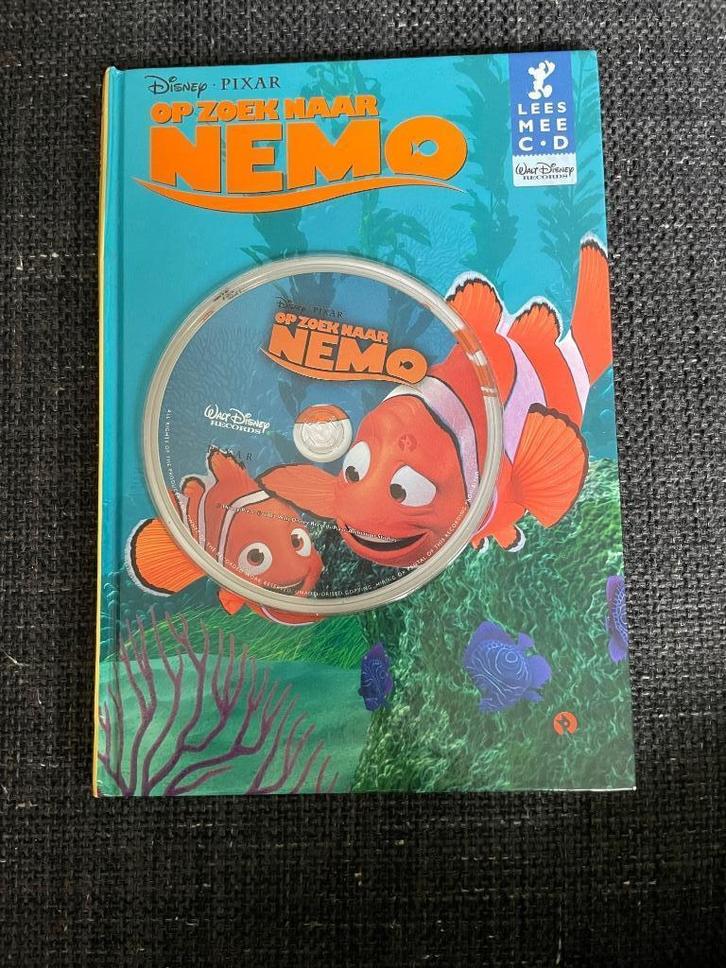 Disney · PIXAR
OP ZOEK NAAR
NEMO
LEES
MEE
C·D
WALT DISNEY
RECORDS
Disney · PIXAR
OP ZOEK NAAR
NEMO
WALT DISNEY
RECORDS